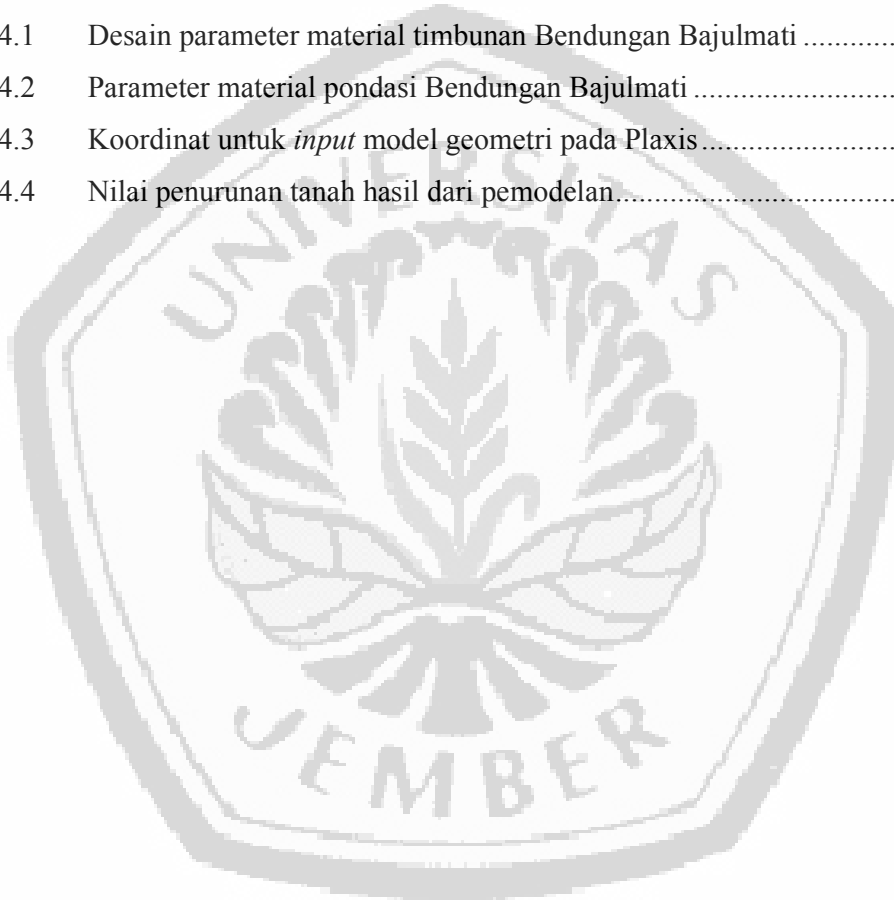 4.1 Desain parameter material timbunan Bendungan Bajulmati ............
4.2 Parameter material pondasi Bendungan Bajulmati ..........................
4.3 Koordinat untuk input model geometri pada Plaxis .........................
4.4 Nilai penurunan tanah hasil dari pemodelan....................................
UNIVERSITAS
JEMBER